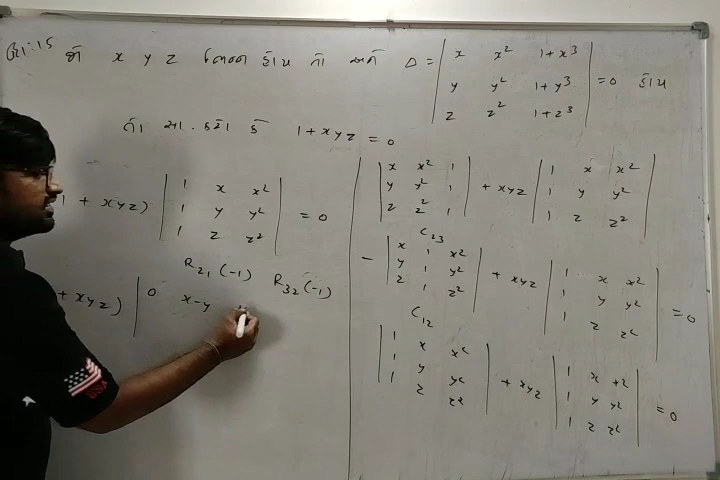 દા:15 જો x y z ભિન્ન હોય તો અને Δ = | x x² 1+x³ | = 0 હોય
| y y² 1+y³ |
| z z² 1+z³ |
તો સા. કરો કે 1 + xyz = 0
1 + xyz) | 1 x x² | = 0
| 1 y y² |
| 1 z z² |
R₂₁(-1) R₃₂(-1)
+ xyz) | 0 x-y
| x x² 1 | + xyz | 1 x x² |
| y y² 1 | | 1 y y² |
| z z² 1 | | 1 z z² |
C₂₃
- | x 1 x² | + xyz | 1 x x² | = 0
| y 1 y² | | 1 y y² |
| z 1 z² | | 1 z z² |
C₁₂
| 1 x x² | + xyz | 1 x x² | = 0
| 1 y y² | | 1 y y² |
| 1 z z² | | 1 z z² |
USA